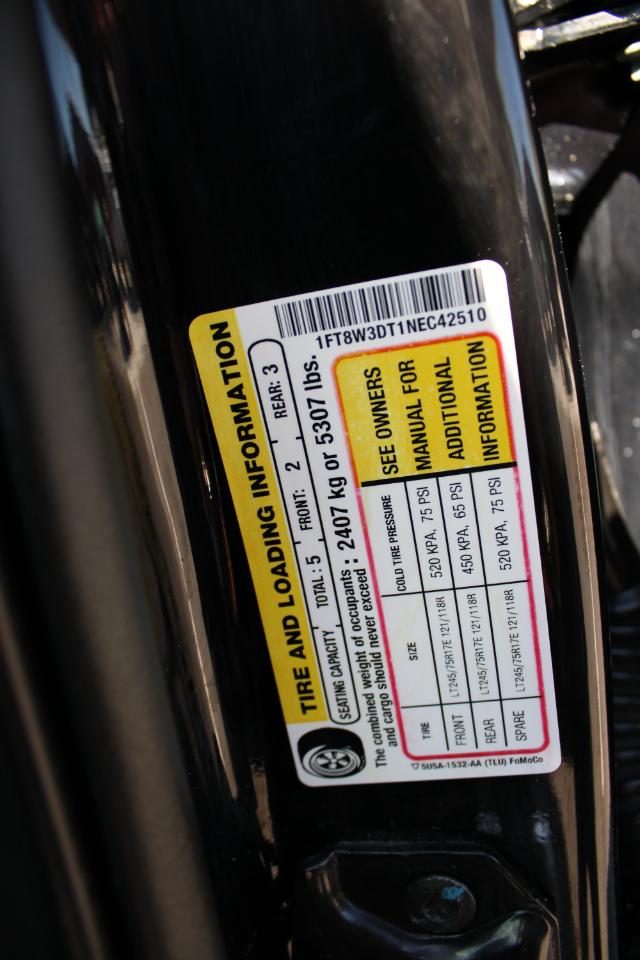 TIRE AND LOADING INFORMATION
SEATING CAPACITY TOTAL: 5 FRONT: 2 REAR: 3
The combined weight of occupants : 2407 kg or 5307 lbs.
and cargo should never exceed
1FT8W3DT1NEC42510
TIRE SIZE COLD TIRE PRESSURE
FRONT LT245/75R17E 121/118R 520 KPA, 75 PSI
REAR LT245/75R17E 121/118R 450 KPA, 65 PSI
SPARE LT245/75R17E 121/118R 520 KPA, 75 PSI
SEE OWNERS
MANUAL FOR
ADDITIONAL
INFORMATION
5U5A-1532-AA (TLU) FoMoCo